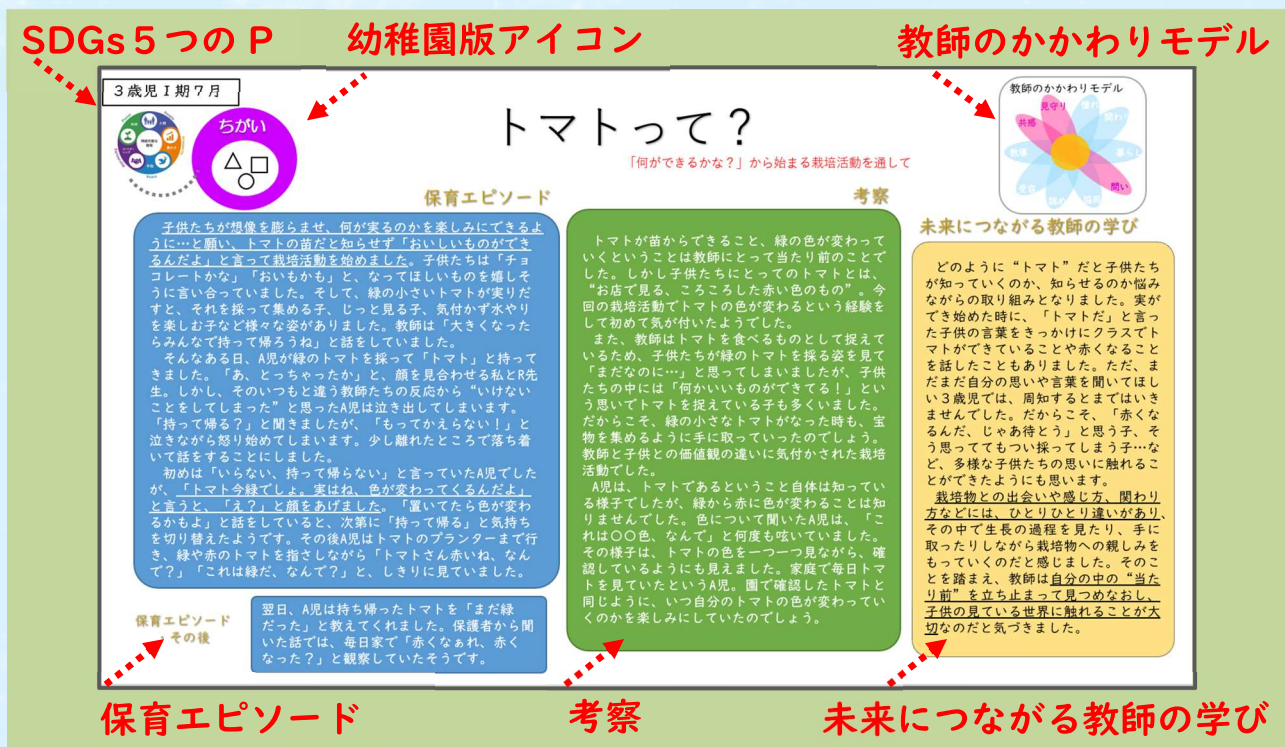 SDGs５つのP
幼稚園版アイコン
教師のかかわりモデル
３歳児Ⅰ期７月
ちがい
トマトって？
「何ができるかな？」から始まる栽培活動を通して
教師のかかわりモデル
見守り
共感
問い
暮らし
関わり
保育エピソード
子供たちが想像を膨らませ、何が実るのかを楽しみにできるよ
うに…と願い、トマトの苗だと知らせず「おいしいものができ
るんだよ」と言って栽培活動を始めました。子供たちは「チョ
コレートかな」「おいもかも」と、なってほしいものを嬉しそ
うに言い合っていました。そして、緑の小さいトマトが実りだ
すと、それを採って集める子、じっと見る子、気付かず水やり
を楽しむ子など様々な姿がありました。教師は「大きくなった
らみんなで持って帰ろうね」と話をしていました。
そんなある日、A児が緑のトマトを採って「トマト」と持って
きました。「あ、とっちゃったか」と、顔を見合わせる私とR先
生。しかし、そのいつもと違う教師たちの反応から“いけない
ことをしてしまった”と思ったA児は泣き出してしまいます。
「持って帰る？」と聞きましたが、「もってかえらない！」と
泣きながら怒り始めてしまいます。少し離れたところで落ち着
いて話をすることにしました。
初めは「いらない、持って帰らない」と言っていたA児でした
が、「トマト今緑でしょ。実はね、色が変わってくるんだよ」
と言うと、「え？」と顔をあげました。「置いてたら色が変わ
るかもよ」と話をしていると、次第に「持って帰る」と気持ち
を切り替えたようです。その後A児はトマトのプランターまで行
き、緑や赤のトマトを指さしながら「トマトさん赤いね、なん
で？」「これは緑だ、なんで？」と、しきりに見ていました。
保育エピソード
・その後
翌日、A児は持ち帰ったトマトを「まだ緑
だった」と教えてくれました。保護者から聞
いた話では、毎日家で「赤くなぁれ、赤く
なった？」と観察していたそうです。
考察
トマトが苗からできること、緑の色が変わって
いくということは教師にとって当たり前のことで
した。しかし子供たちにとってのトマトとは、
“お店で見る、ころころした赤い色のもの”。今
回の栽培活動でトマトの色が変わるという経験を
して初めて気が付いたようでした。
また、教師はトマトを食べるものとして捉えて
いるため、子供たちが緑のトマトを採る姿を見て
「まだなのに…」と思ってしまいましたが、子供
たちの中には「何かいいものができてる！」とい
う思いでトマトを捉えている子も多くいました。
だからこそ、緑の小さなトマトがなった時も、宝
物を集めるように手に取っていったのでしょう。
教師と子供との価値観の違いに気付かされた栽培
活動でした。
A児は、トマトであるということ自体は知ってい
る様子でしたが、緑から赤に色が変わることは知
りませんでした。色について聞いたA児は、「こ
れは〇〇色、なんで」と何度も呟いていました。
その様子は、トマトの色を一つ一つ見ながら、確
認しているようにも見えました。家庭で毎日トマ
トを見ていたというA児。園で確認したトマトと
同じように、いつ自分のトマトの色が変わってい
くのかを楽しみにしていたのでしょう。
未来につながる教師の学び
どのように“トマト”だと子供たち
が知っていくのか、知らせるのか悩み
ながらの取り組みとなりました。実が
でき始めた時に、「トマトだ」と言っ
た子供の言葉をきっかけにクラスでト
マトができていることや赤くなること
を話したこともありました。ただ、ま
だまだ自分の思いや言葉を聞いてほし
い３歳児では、周知するとまではいき
ませんでした。だからこそ、「赤くな
るんだ、じゃあ待とう」と思う子、そ
う思っててもつい採ってしまう子…な
ど、多様な子供たちの思いに触れるこ
とができたようにも思います。
栽培物との出会いや感じ方、関わり
方などには、ひとりひとり違いがあり、
その中で生長の過程を見たり、手に
取ったりしながら栽培物への親しみを
もっていくのだと感じました。そのこ
とを踏まえ、教師は自分の中の“当た
り前”を立ち止まって見つめなおし、
子供の見ている世界に触れることが大
切なのだと気づきました。
保育エピソード
考察
未来につながる教師の学び